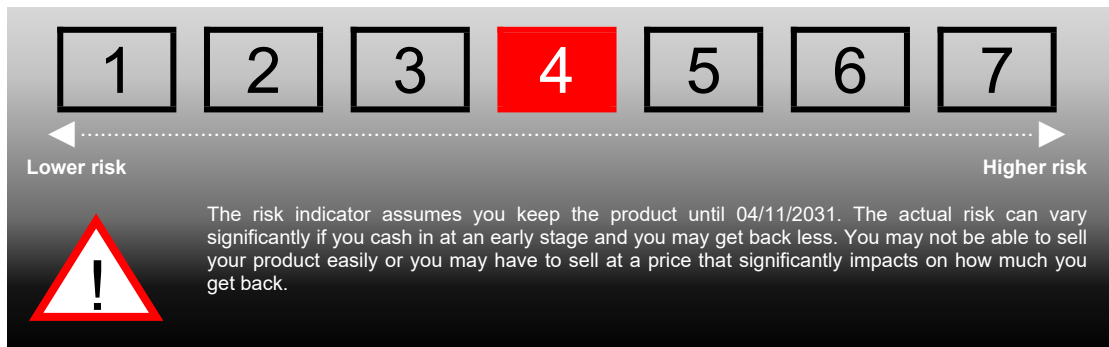 1 2 3 4 5 6 7
Lower risk Higher risk
The risk indicator assumes you keep the product until 04/11/2031. The actual risk can vary
significantly if you cash in at an early stage and you may get back less. You may not be able to sell
your product easily or you may have to sell at a price that significantly impacts on how much you
get back.
!